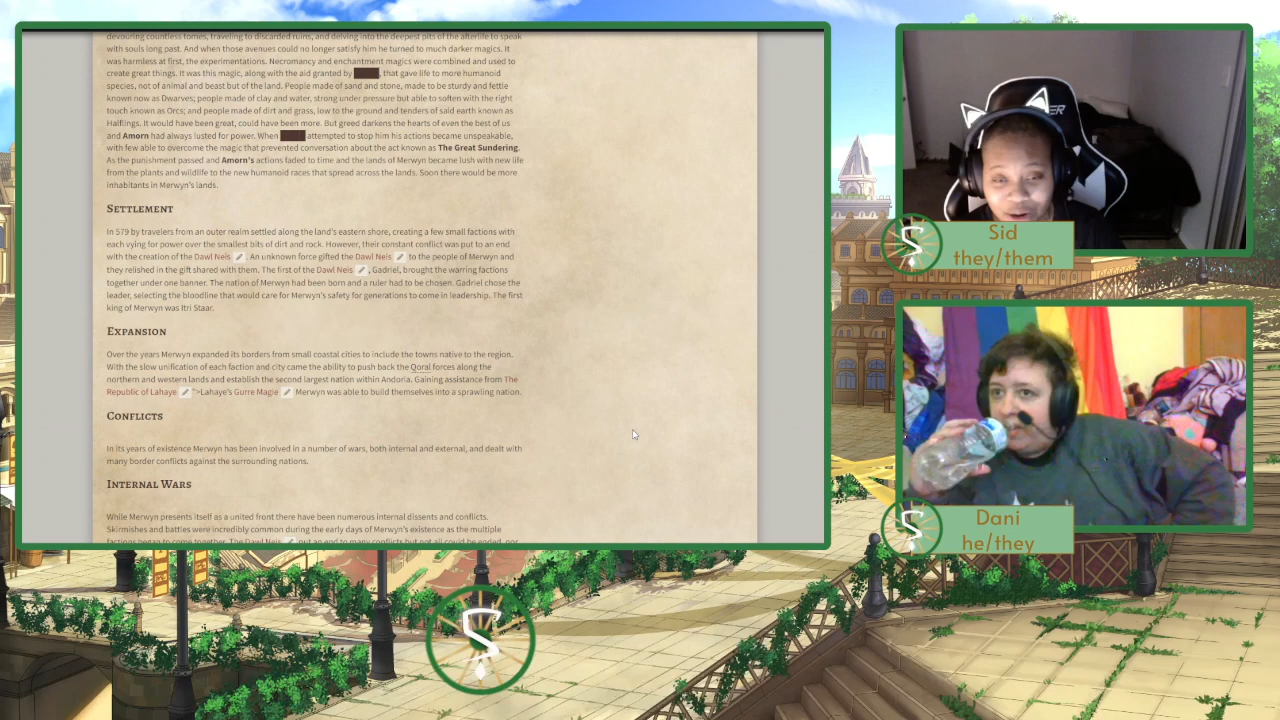 devouring countless tomes, traveling to discarded ruins, and delving into the deepest pits of the afterlife to speak
with souls long past. And when those avenues could no longer satisfy him he turned to much darker magics. It
was harmless at first, the experimentations. Necromancy and enchantment magics were combined and used to
create great things. It was this magic, along with the aid granted by , that gave life to more humanoid
species, not of animal and beast but of the land. People made of sand and stone, made to be sturdy and fettle
known now as Dwarves; people made of clay and water, strong under pressure but able to soften with the right
touch known as Orcs; and people made of dirt and grass, low to the ground and tenders of said earth known as
Halflings. It would have been great, could have been more. But greed darkens the hearts of even the best of us
and Amorn had always lusted for power. When attempted to stop him his actions became unspeakable,
with few able to overcome the magic that prevented conversation about the act known as The Great Sundering.
As the punishment passed and Amorn's actions faded to time and the lands of Merwyn became lush with new life
from the plants and wildlife to the new humanoid races that spread across the lands. Soon there would be more
inhabitants in Merwyn's lands.
Settlement
In 579 by travelers from an outer realm settled along the land's eastern shore, creating a few small factions with
each vying for power over the smallest bits of dirt and rock. However, their constant conflict was put to an end
with the creation of the Dawl Neis . An unknown force gifted the Dawl Neis to the people of Merwyn and
they relished in the gift shared with them. The first of the Dawl Neis , Gadriel, brought the warring factions
together under one banner. The nation of Merwyn had been born and a ruler had to be chosen. Gadriel chose the
leader, selecting the bloodline that would care for Merwyn's safety for generations to come in leadership. The first
king of Merwyn was Itri Staar.
Expansion
Over the years Merwyn expanded its borders from small coastal cities to include the towns native to the region.
With the slow unification of each faction and city came the ability to push back the Qoral forces along the
northern and western lands and establish the second largest nation within Andoria. Gaining assistance from The
Republic of Lahaye ">Lahaye's Gurre Magie Merwyn was able to build themselves into a sprawling nation.
Conflicts
In its years of existence Merwyn has been involved in a number of wars, both internal and external, and dealt with
many border conflicts against the surrounding nations.
Internal Wars
While Merwyn presents itself as a united front there have been numerous internal dissents and conflicts.
Skirmishes and battles were incredibly common during the early days of Merwyn's existence as the multiple
factions began to come together. The Dawl Neis put an end to many conflicts but not all could be ended, nor
Sid
they/them
Dani
he/they
S
S
S